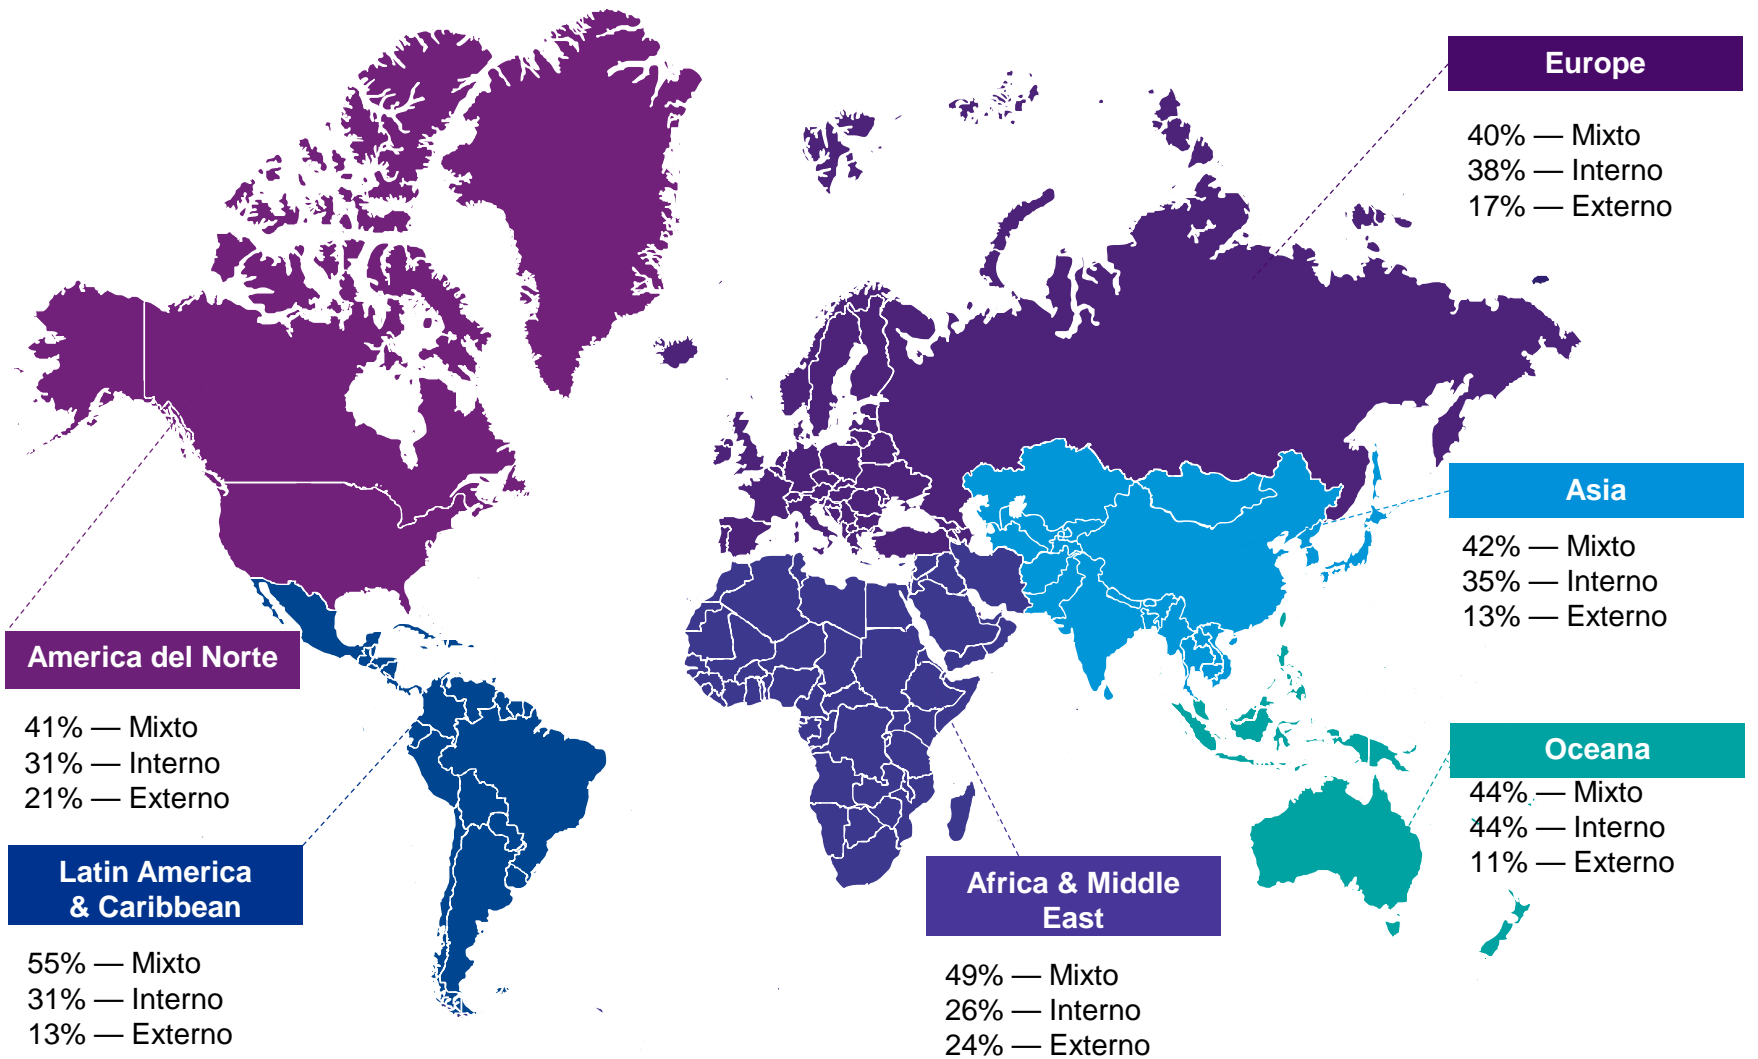 Europe
40% — Mixto
38% — Interno
17% — Externo
Asia
42% — Mixto
35% — Interno
13% — Externo
America del Norte
41% — Mixto
31% — Interno
21% — Externo
Oceana
44% — Mixto
44% — Interno
11% — Externo
Latin America
& Caribbean
55% — Mixto
31% — Interno
13% — Externo
Africa & Middle
East
49% — Mixto
26% — Interno
24% — Externo